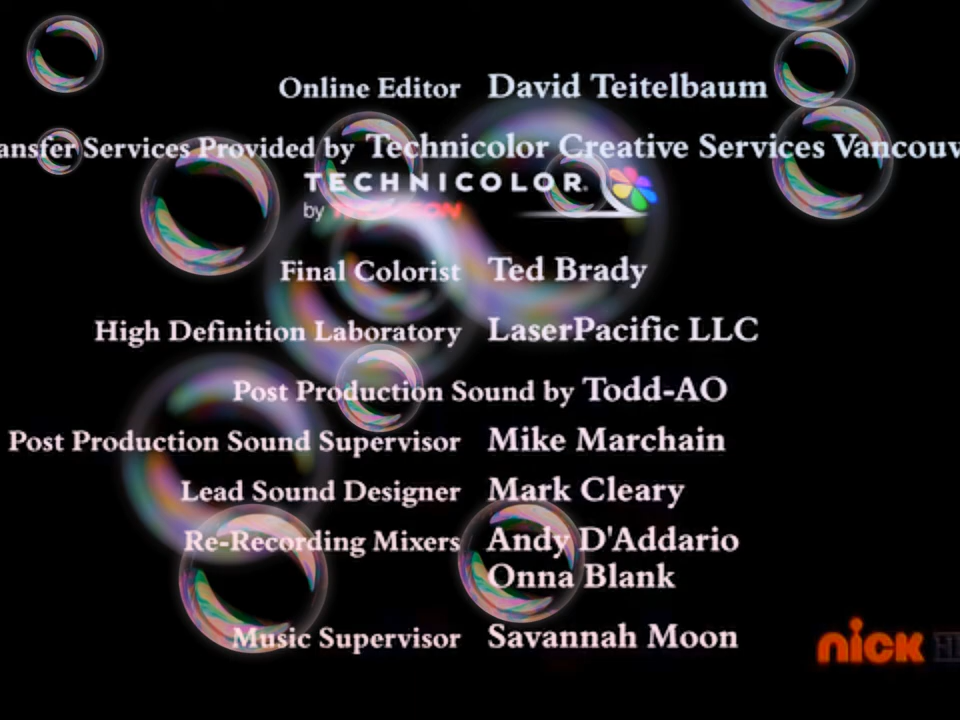 Online Editor David Teitelbaum
ansfer Services Provided by Technicolor Creative Services Vancouv
TECHNICOLOR
by THOMSON
Final Colorist Ted Brady
High Definition Laboratory LaserPacific LLC
Post Production Sound by Todd-AO
Post Production Sound Supervisor Mike Marchain
Lead Sound Designer Mark Cleary
Re-Recording Mixers Andy D'Addario
Onna Blank
Music Supervisor Savannah Moon
nick